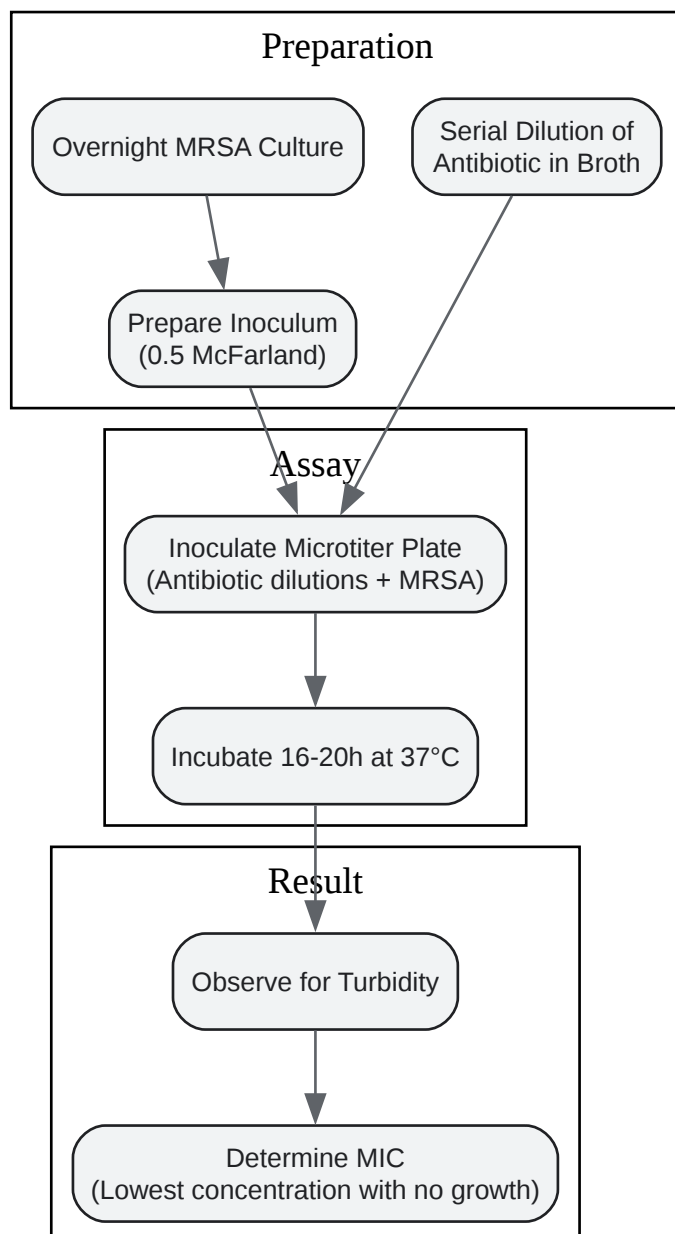 Preparation
Overnight MRSA Culture
Serial Dilution of
Antibiotic in Broth
Prepare Inoculum
(0.5 McFarland)
Assay
Inoculate Microtiter Plate
(Antibiotic dilutions + MRSA)
Incubate 16-20h at 37°C
Result
Observe for Turbidity
Determine MIC
(Lowest concentration with no growth)